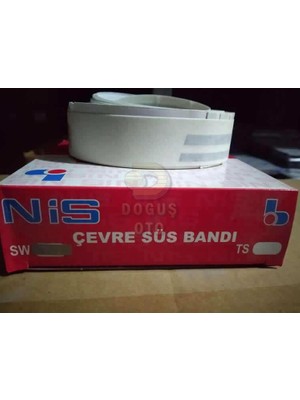 NiS
DOĞUŞ
OTO
ÇEVRE SÜS BANDI
SW
TS